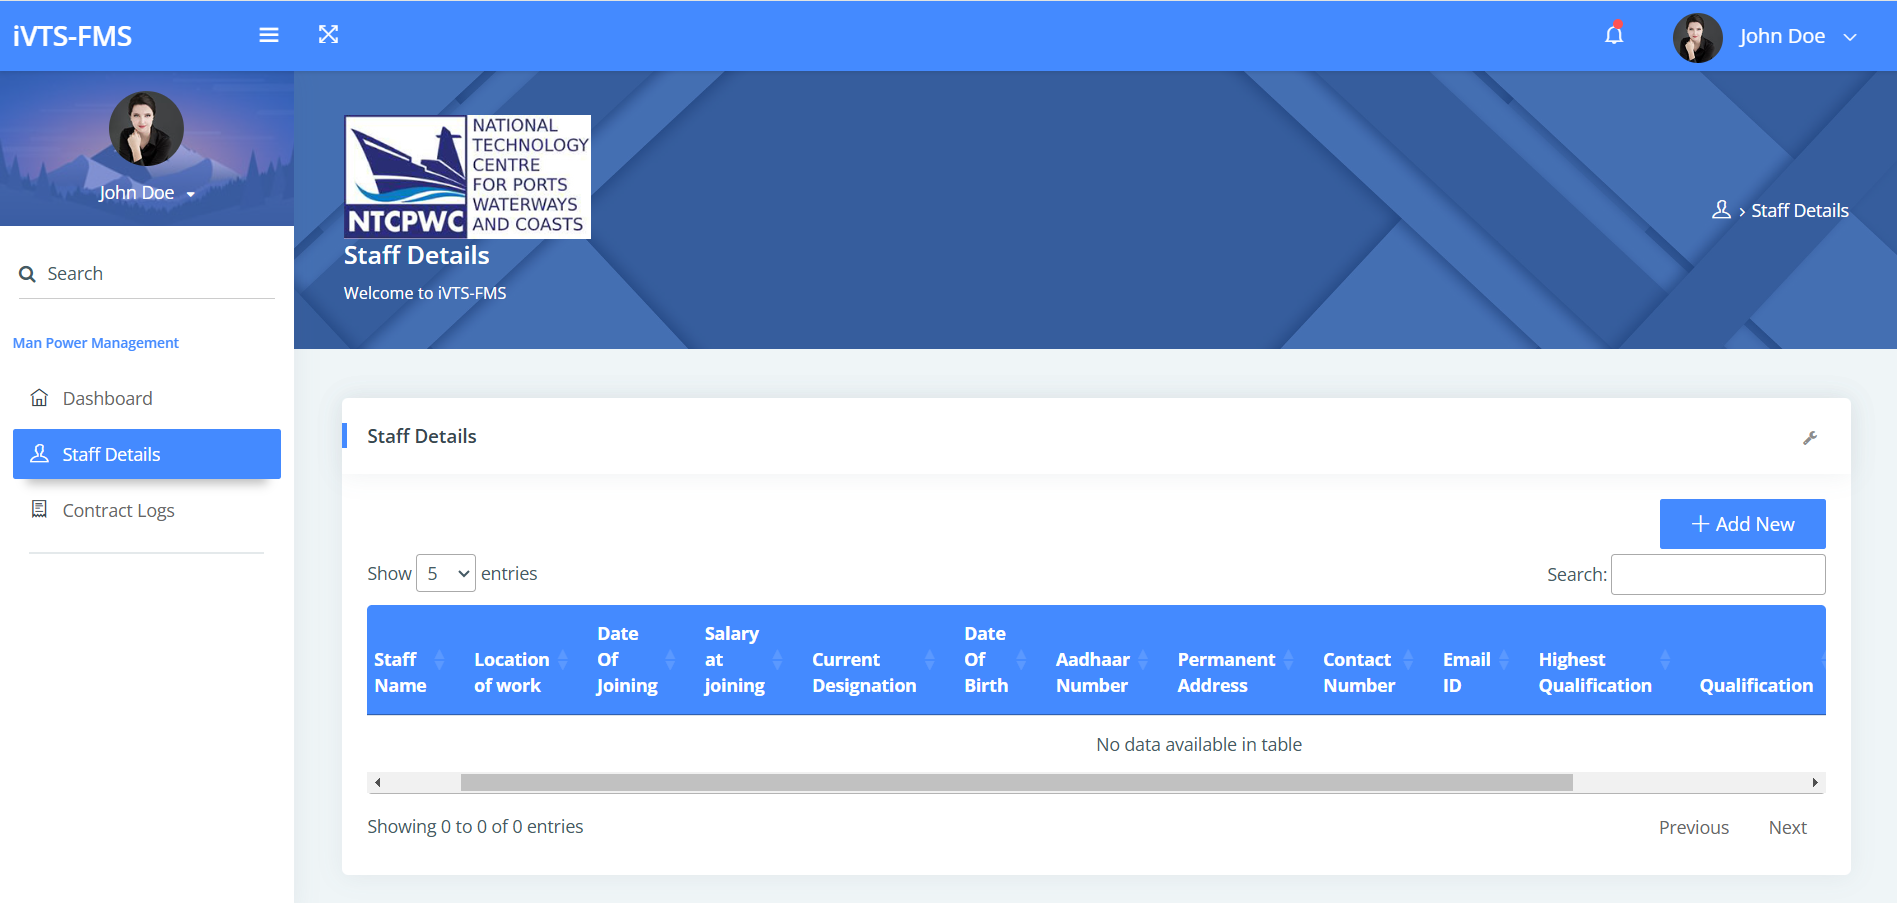 iVTS-FMS
John Doe
John Doe
Search
Man Power Management
Dashboard
Staff Details
Contract Logs
NATIONAL
TECHNOLOGY
CENTRE
FOR PORTS
WATERWAYS
AND COASTS
NTCPWC
Staff Details
Welcome to iVTS-FMS
› Staff Details
Staff Details
+ Add New
Show 5 entries
Search:
Staff Name
Location of work
Date Of Joining
Salary at joining
Current Designation
Date Of Birth
Aadhaar Number
Permanent Address
Contact Number
Email ID
Highest Qualification
Qualification
No data available in table
Showing 0 to 0 of 0 entries
Previous Next